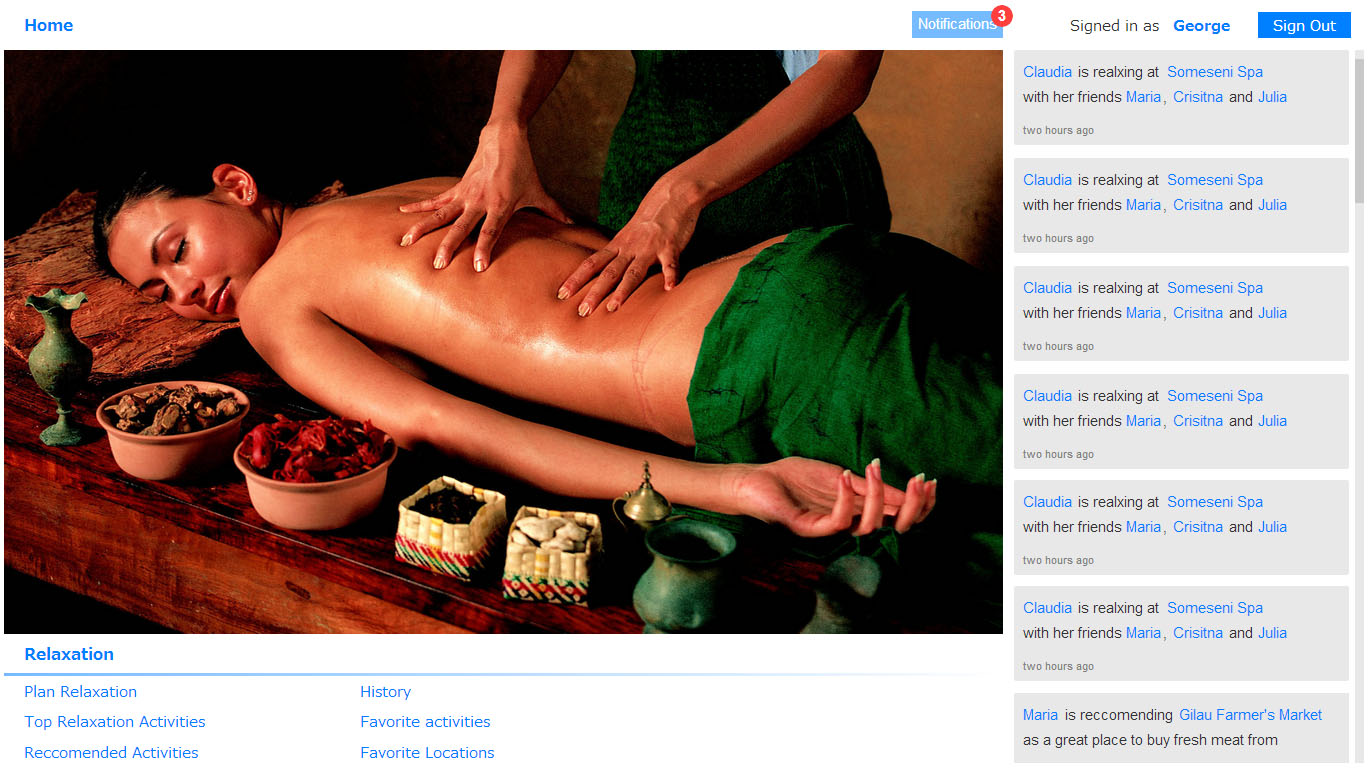 Home
Notifications 3
Signed in as George
Sign Out
Claudia is realxing at Someseni Spa
with her friends Maria, Crisitna and Julia
two hours ago
Claudia is realxing at Someseni Spa
with her friends Maria, Crisitna and Julia
two hours ago
Claudia is realxing at Someseni Spa
with her friends Maria, Crisitna and Julia
two hours ago
Claudia is realxing at Someseni Spa
with her friends Maria, Crisitna and Julia
two hours ago
Claudia is realxing at Someseni Spa
with her friends Maria, Crisitna and Julia
two hours ago
Claudia is realxing at Someseni Spa
with her friends Maria, Crisitna and Julia
two hours ago
Maria is reccomending Gilau Farmer's Market
as a great place to buy fresh meat from
Relaxation
Plan Relaxation
Top Relaxation Activities
Reccomended Activities
History
Favorite activities
Favorite Locations